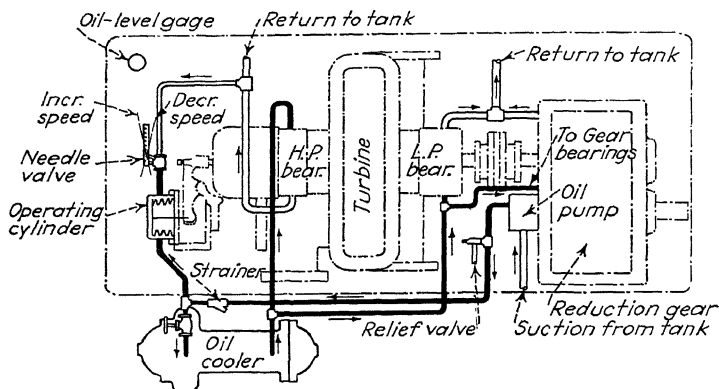 Oil-level gage
Return to tank
Return to tank
Incr.
speed
Decr.
speed
To Gear
bearings
Needle
valve
H.P.
bear.
Turbine
L.P.
bear.
Operating
cylinder
Oil
pump
Strainer
Relief valve
Reduction gear
Suction from tank
Oil
cooler